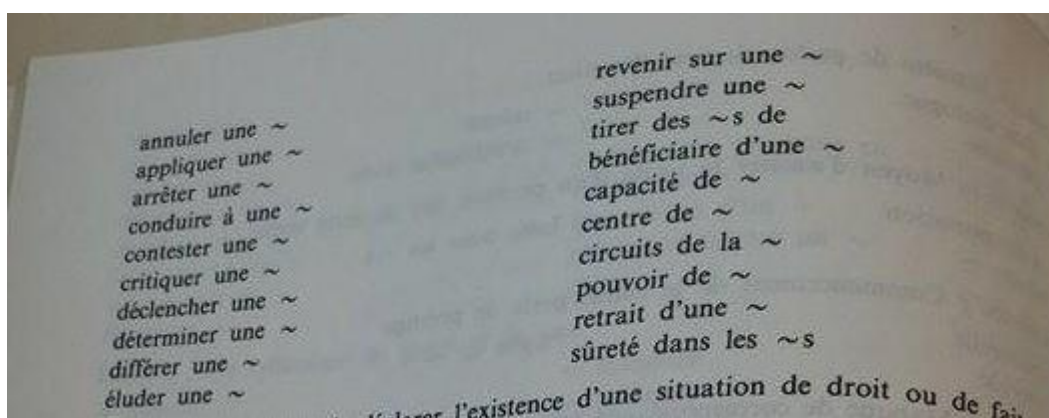 annuler une ~
appliquer une ~
arrêter une ~
conduire à une ~
contester une ~
critiquer une ~
déclencher une ~
déterminer une ~
différer une ~
éluder une ~
revenir sur une ~
suspendre une ~
tirer des ~s de
bénéficiaire d'une ~
capacité de ~
centre de ~
circuits de la ~
pouvoir de ~
retrait d'une ~
sûreté dans les ~s
l'existence d'une situation de droit ou de